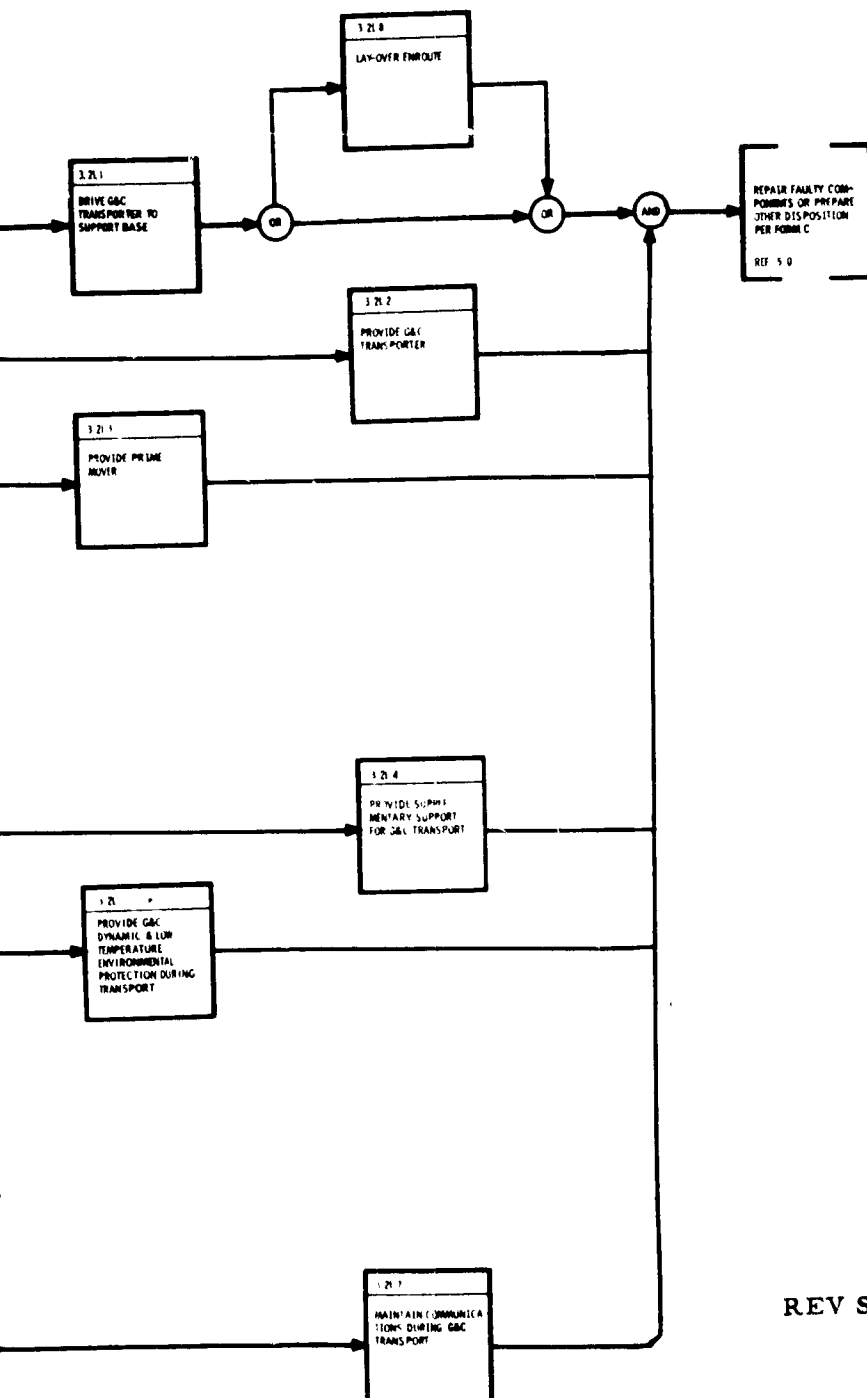 3.21.8
LAY-OVER ENROUTE
3.21.1
DRIVE G&C
TRANSPORTER TO
SUPPORT BASE
OR
OR
AND
REPAIR FAULTY COM-
PONENTS OR PREPARE
OTHER DISPOSITION
PER FORM C
REF 5.0
3.21.2
PROVIDE G&C
TRANSPORTER
3.21.3
PROVIDE PRIME
MOVER
3.21.4
PROVIDE SUPPLE
MENTARY SUPPORT
FOR G&C TRANSPORT
3.21
PROVIDE G&C
DYNAMIC & LOW
TEMPERATURE
ENVIRONMENTAL
PROTECTION DURING
TRANSPORT
3.21.7
MAINTAIN COMMUNICA
TIONS DURING G&C
TRANSPORT
REV S